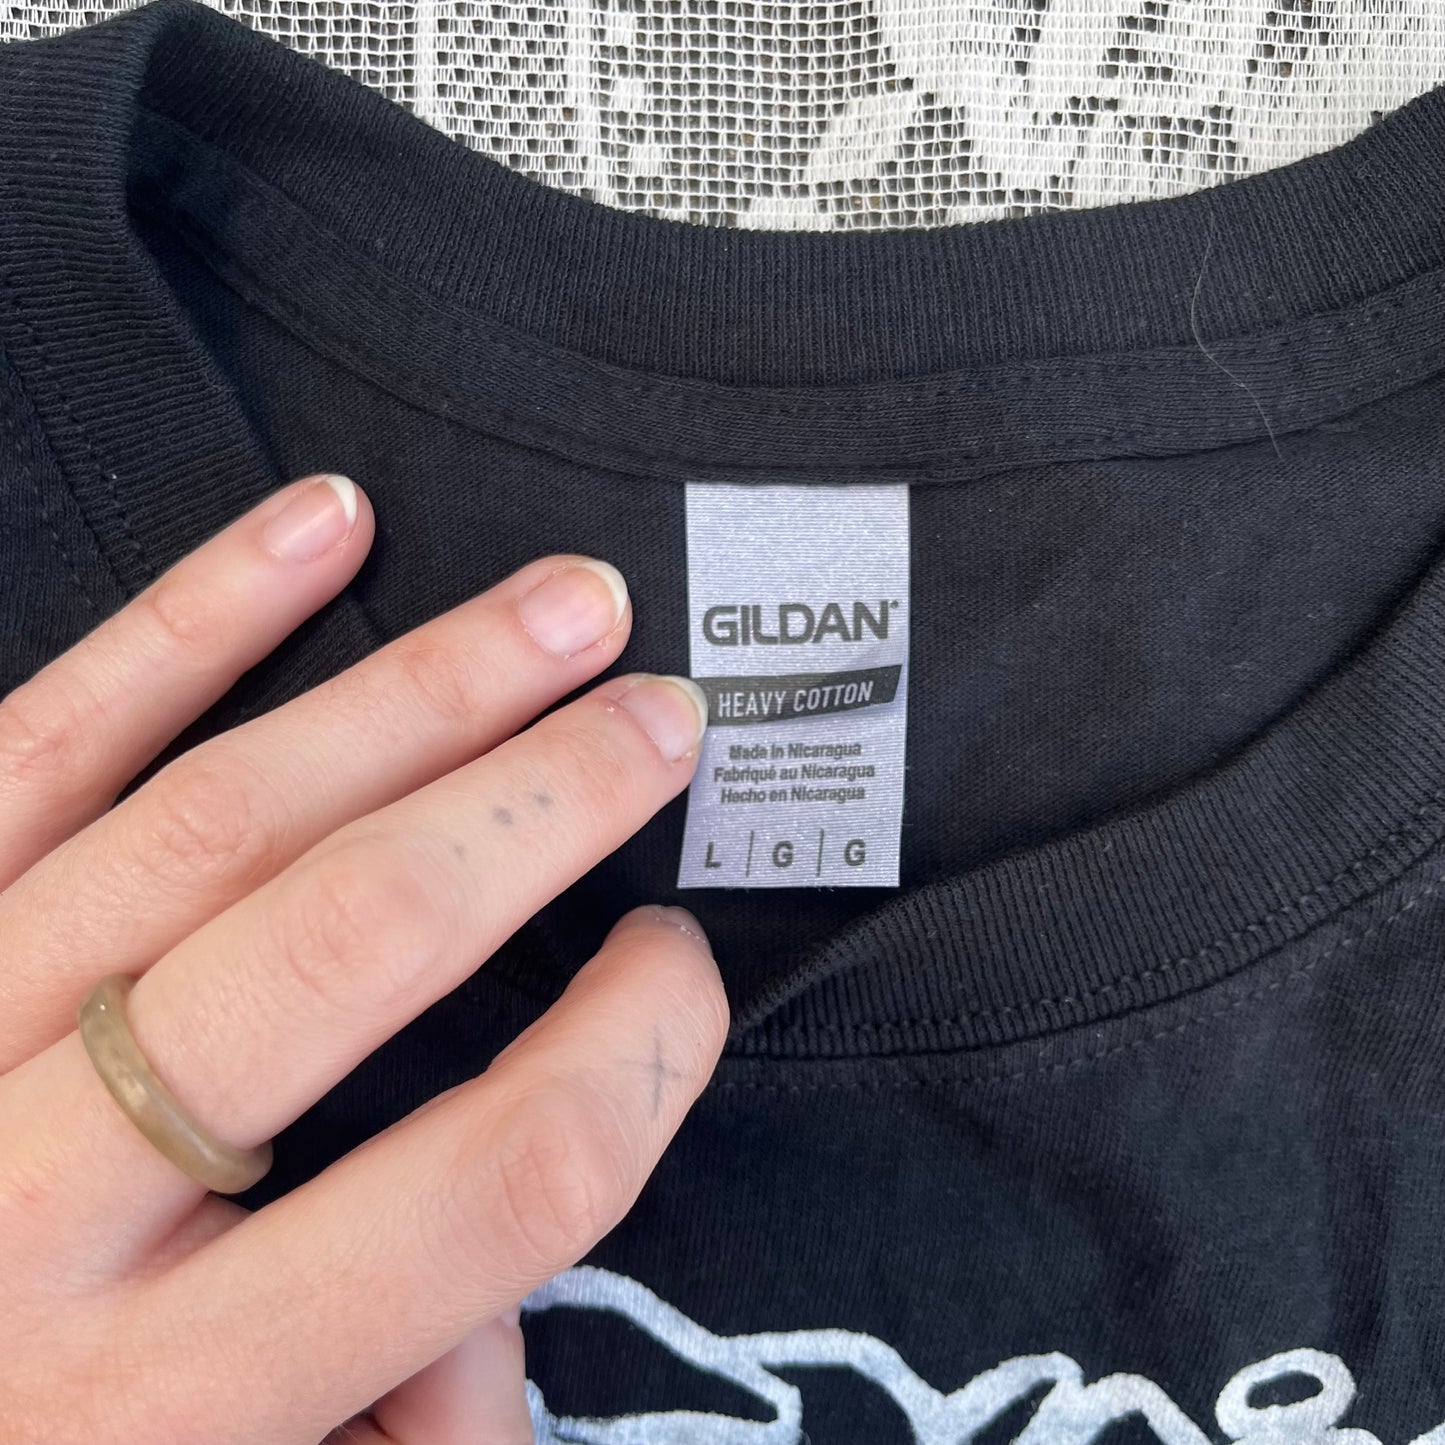 GILDAN®
HEAVY COTTON
Made in Nicaragua
Fabriqué au Nicaragua
Hecho en Nicaragua
L | G | G